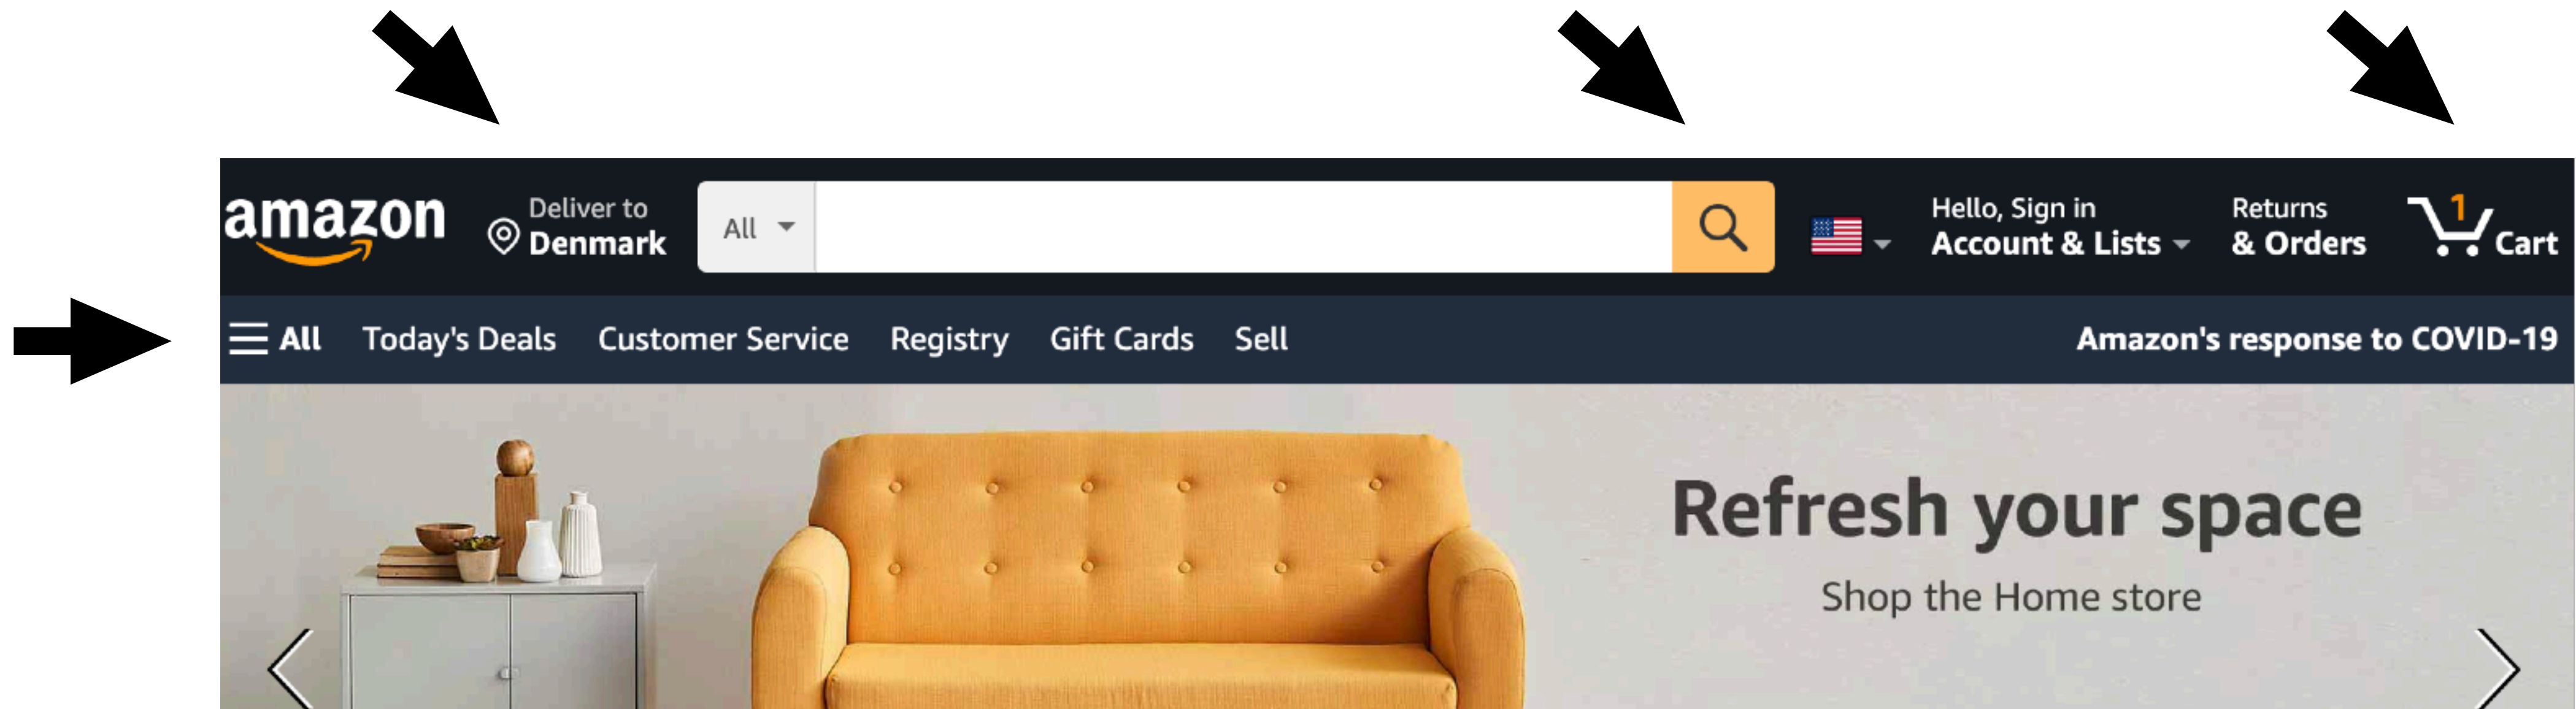 amazon
Deliver to
Denmark
All
Hello, Sign in
Account & Lists
Returns
& Orders
1
Cart
All Today's Deals Customer Service Registry Gift Cards Sell Amazon's response to COVID-19
Refresh your space
Shop the Home store